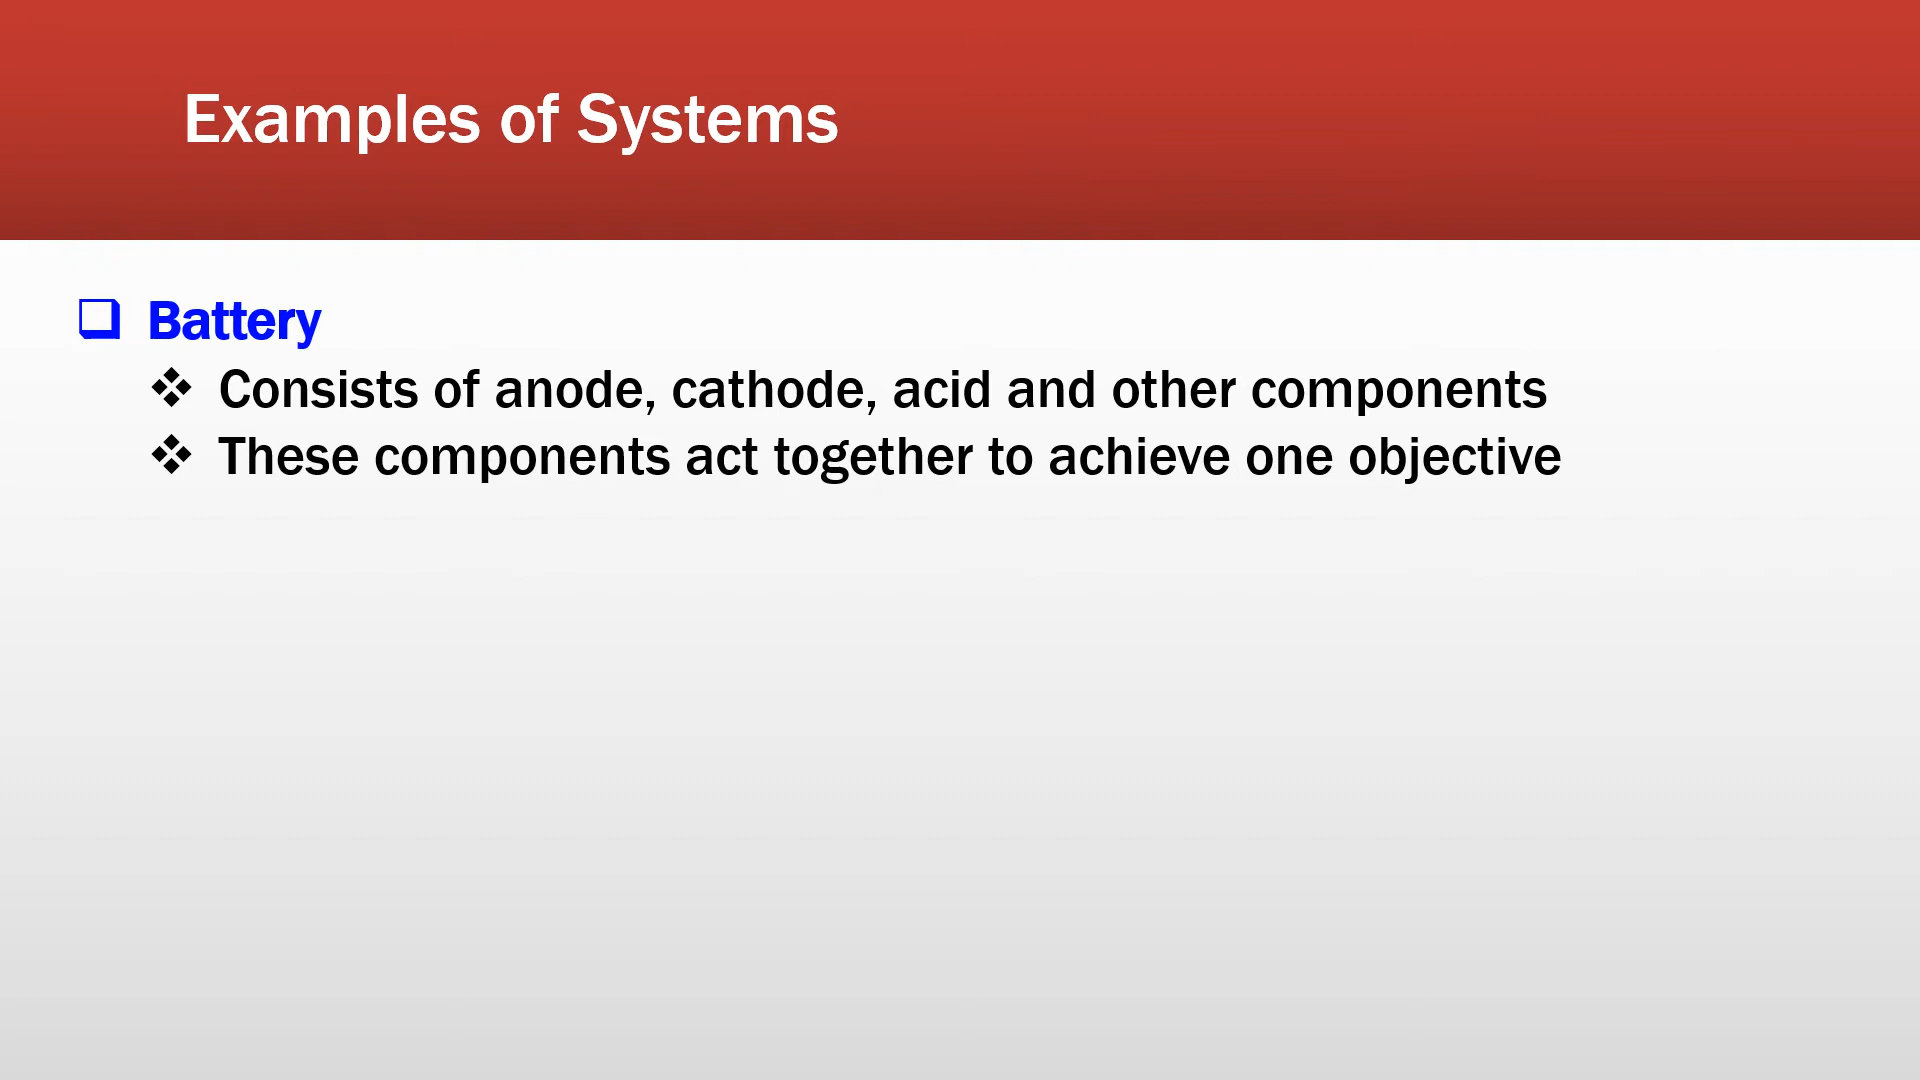 Examples of Systems
❑ Battery
❖ Consists of anode, cathode, acid and other components
❖ These components act together to achieve one objective